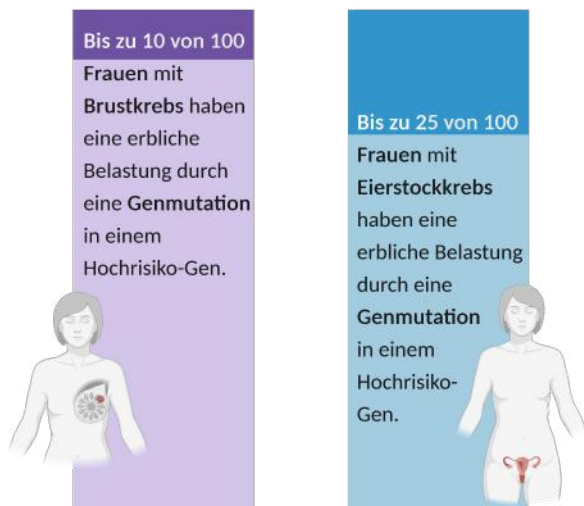 Bis zu 10 von 100
Frauen mit
Brustkrebs haben
eine erbliche
Belastung durch
eine Genmutation
in einem
Hochrisiko-Gen.
Bis zu 25 von 100
Frauen mit
Eierstockkrebs
haben eine
erbliche Belastung
durch eine
Genmutation
in einem
Hochrisiko-
Gen.